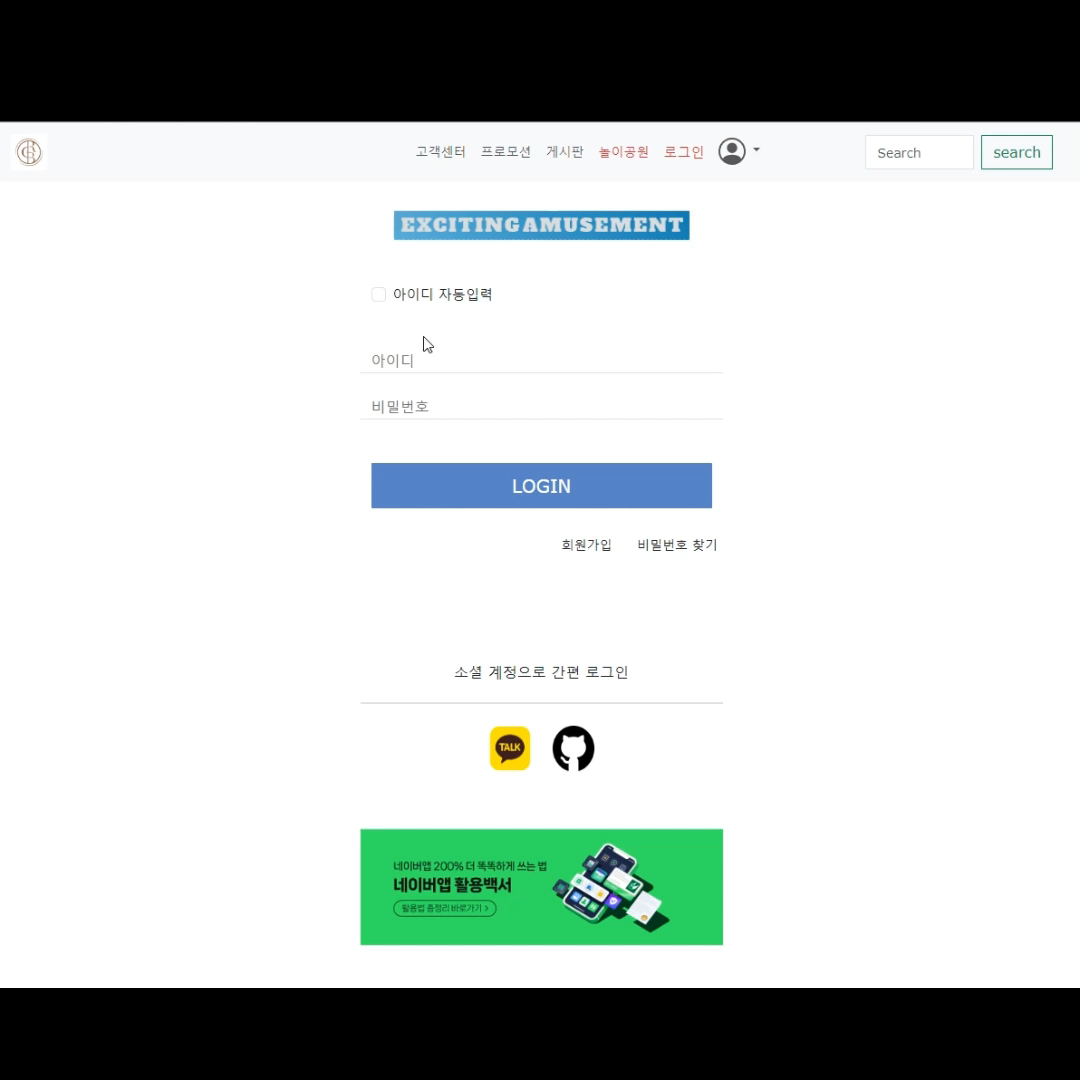 고객센터 프로모션 게시판 놀이공원 로그인 Search search
EXCITING AMUSEMENT
아이디 자동입력
아이디
비밀번호
LOGIN
회원가입 비밀번호 찾기
소셜 계정으로 간편 로그인
TALK
네이버앱 200% 더 똑똑하게 쓰는 법
네이버앱 활용백서
활용법 총정리 바로가기 >